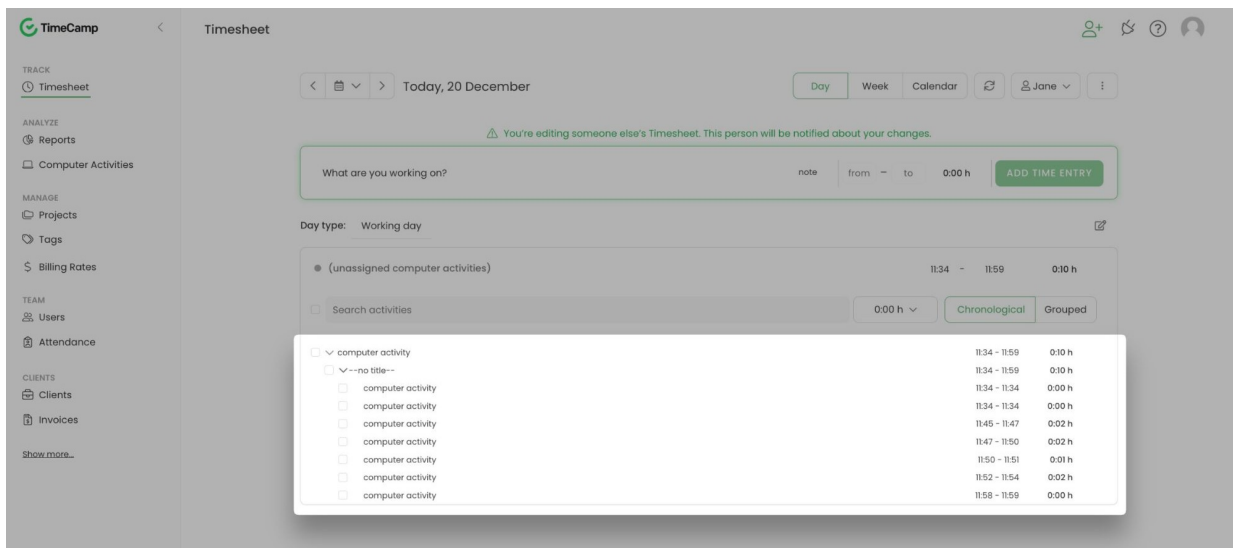 TimeCamp
Timesheet
TRACK
Timesheet
ANALYZE
Reports
Computer Activities
MANAGE
Projects
Tags
Billing Rates
TEAM
Users
Attendance
CLIENTS
Clients
Invoices
Show more...
Today, 20 December
Day Week Calendar Jane
You're editing someone else's Timesheet. This person will be notified about your changes.
What are you working on? note from - to 0:00 h ADD TIME ENTRY
Day type: Working day
(unassigned computer activities) 11:34 - 11:59 0:10 h
Search activities 0:00 h Chronological Grouped
computer activity 11:34 - 11:59 0:10 h
--no title-- 11:34 - 11:59 0:10 h
computer activity 11:34 - 11:34 0:00 h
computer activity 11:34 - 11:34 0:00 h
computer activity 11:45 - 11:47 0:02 h
computer activity 11:47 - 11:50 0:02 h
computer activity 11:50 - 11:51 0:01 h
computer activity 11:52 - 11:54 0:02 h
computer activity 11:58 - 11:59 0:00 h